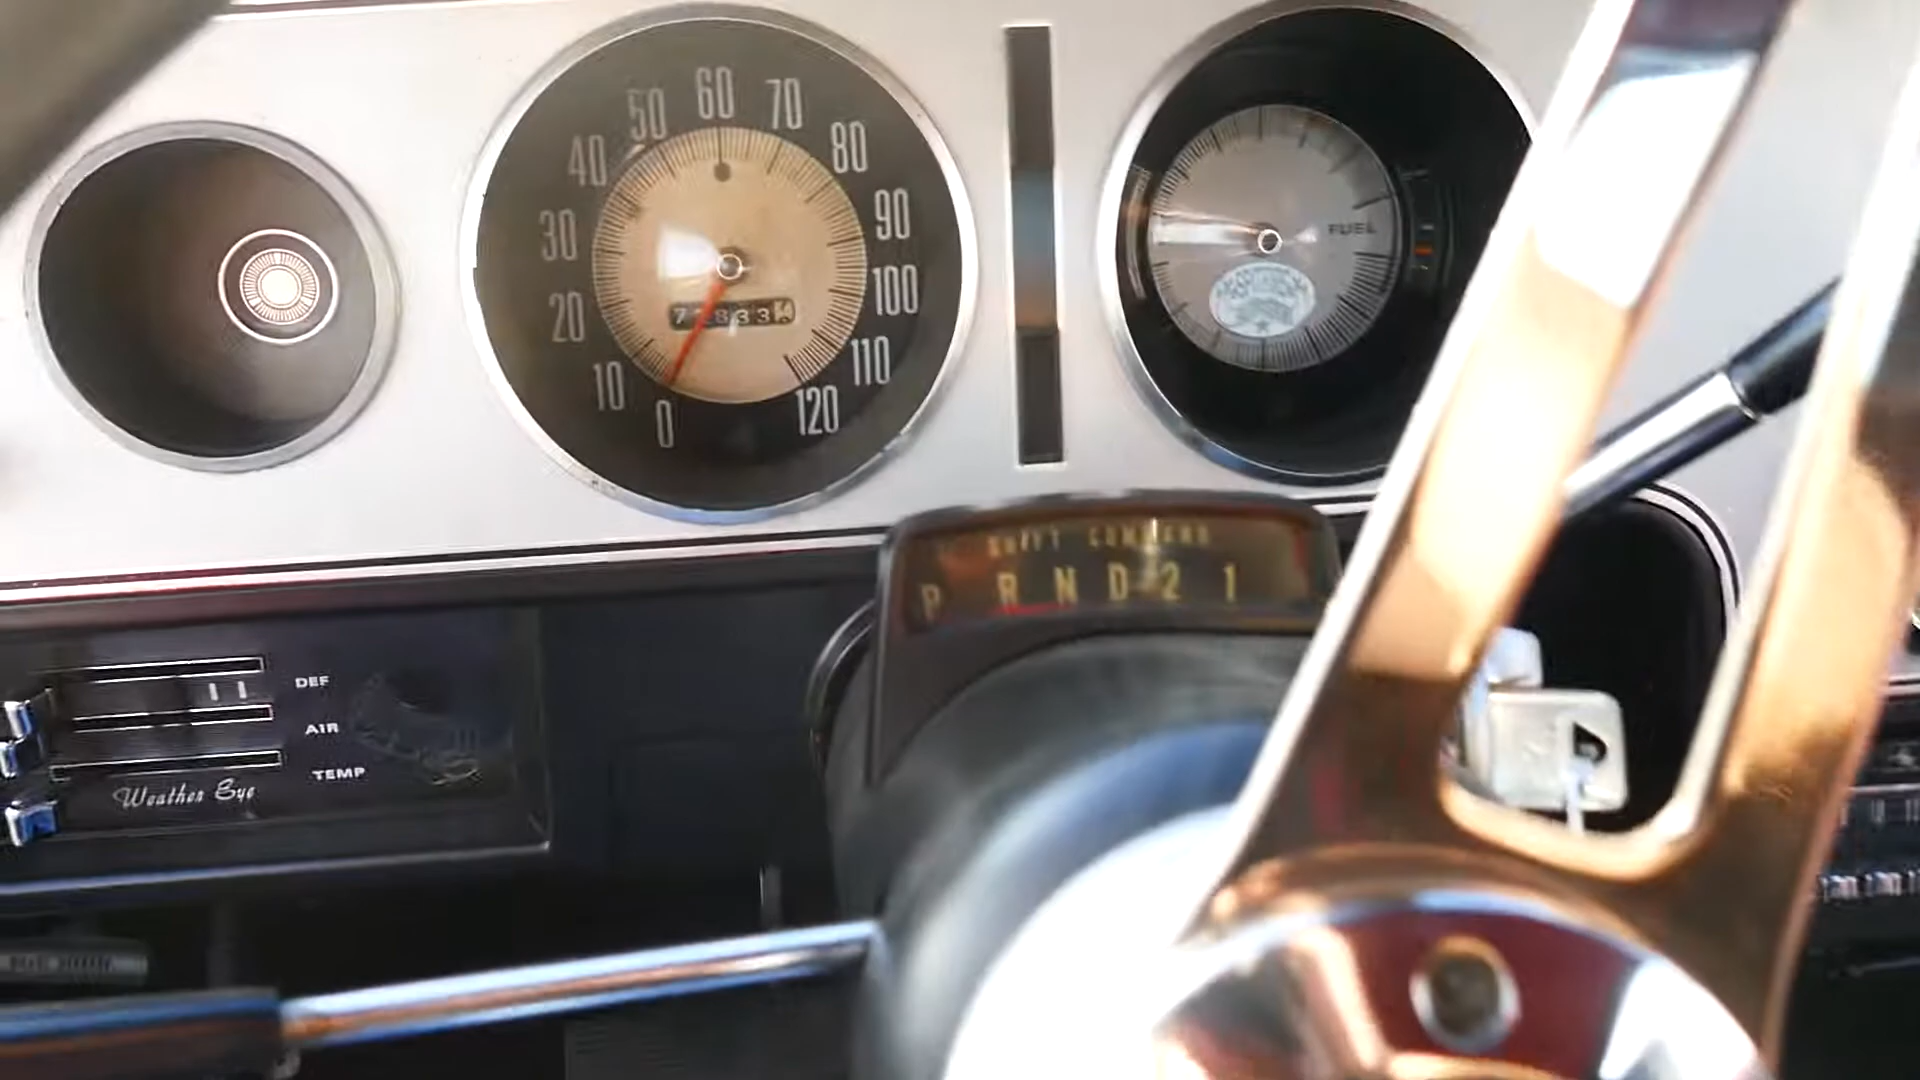 60
50 70
40 80
30 90
20 100
10 110
0 120
FUEL
SHIFT COMMAND
P R N D 2 1
DEF
AIR
TEMP
Weather Eye